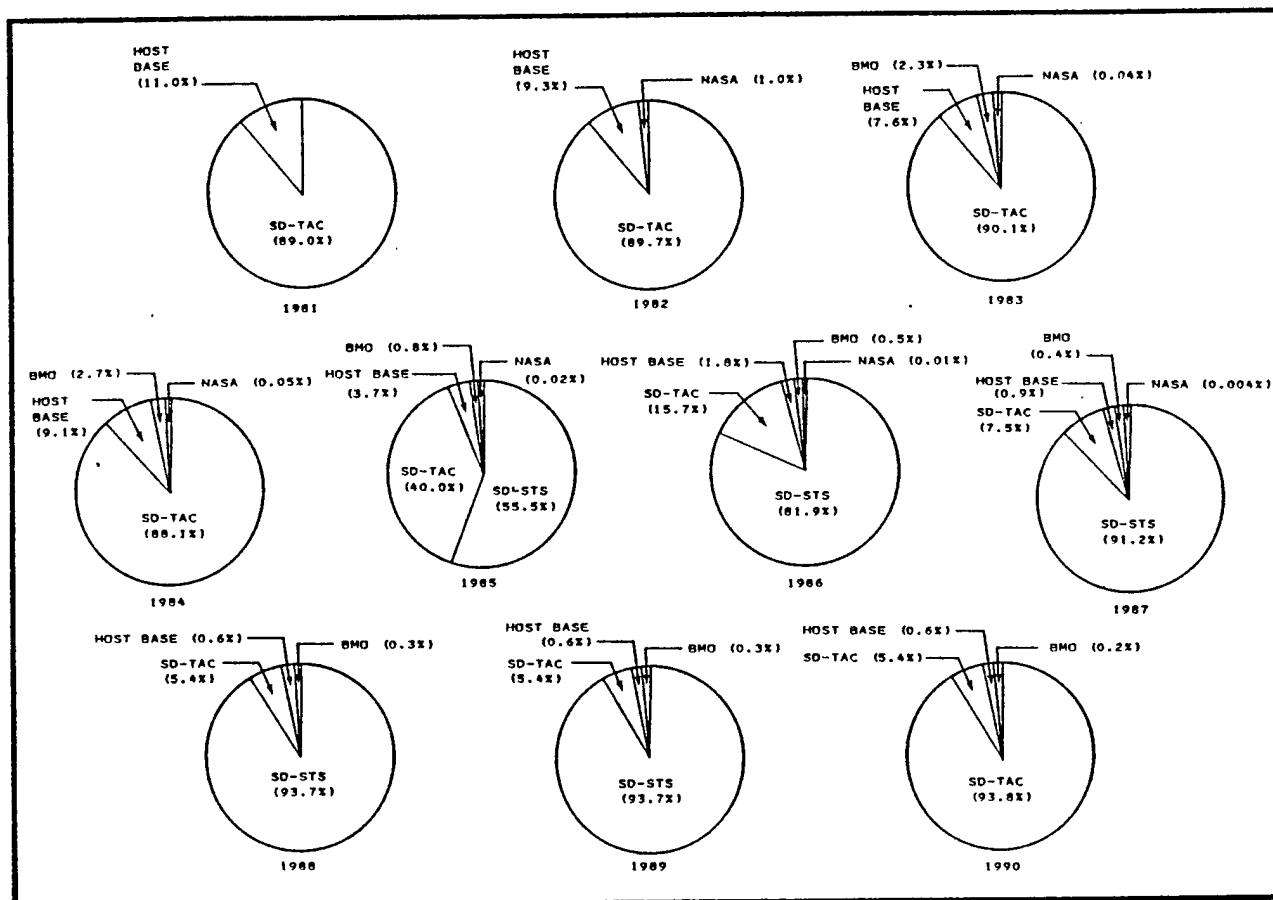 HOST
BASE
(11.0%)
SD-TAC
(89.0%)
1981
HOST
BASE
(9.3%)
NASA (1.0%)
SD-TAC
(89.7%)
1982
BMO (2.3%)
NASA (0.04%)
HOST
BASE
(7.6%)
SD-TAC
(90.1%)
1983
BMO (2.7%)
NASA (0.05%)
HOST
BASE
(9.1%)
SD-TAC
(88.1%)
1984
BMO (0.8%)
NASA
(0.02%)
HOST BASE
(3.7%)
SD-TAC
(40.0%)
SD-STS
(55.5%)
1985
BMO (0.5%)
HOST BASE (1.8%)
NASA (0.01%)
SD-TAC
(15.7%)
SD-STS
(81.9%)
1986
BMO
(0.4%)
HOST BASE
(0.9%)
NASA (0.004%)
SD-TAC
(7.5%)
SD-STS
(91.2%)
1987
HOST BASE (0.6%)
BMO (0.3%)
SD-TAC
(5.4%)
SD-STS
(93.7%)
1988
HOST BASE
(0.6%)
BMO (0.3%)
SD-TAC
(5.4%)
SD-STS
(93.7%)
1989
HOST BASE (0.6%)
BMO (0.2%)
SD-TAC (5.4%)
SD-TAC
(93.8%)
1990